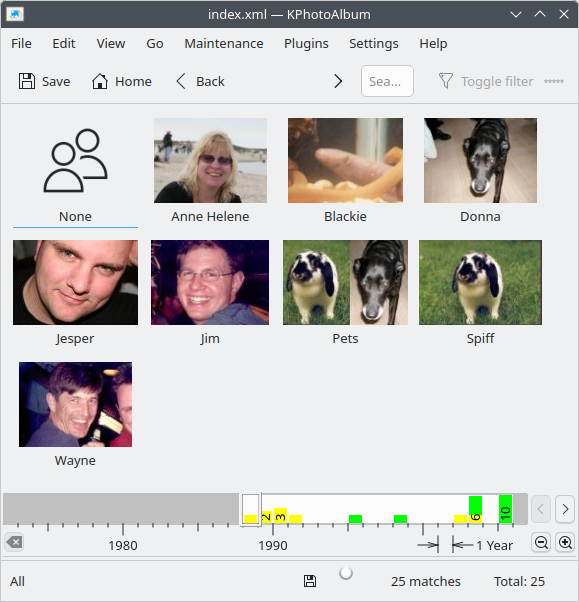 index.xml — KPhotoAlbum
File Edit View Go Maintenance Plugins Settings Help
Save Home Back Sea... Toggle filter
None Anne Helene Blackie Donna
Jesper Jim Pets Spiff
Wayne
2 3 6 10
1980 1990 1 Year
All 25 matches Total: 25